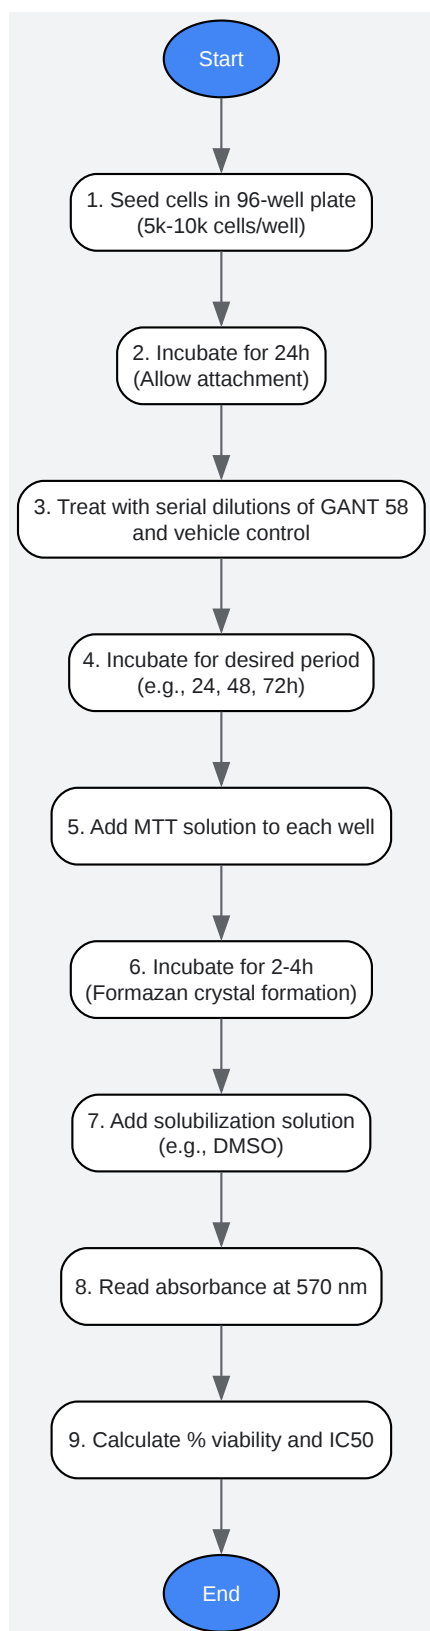 Start
1. Seed cells in 96-well plate
(5k-10k cells/well)
2. Incubate for 24h
(Allow attachment)
3. Treat with serial dilutions of GANT 58
and vehicle control
4. Incubate for desired period
(e.g., 24, 48, 72h)
5. Add MTT solution to each well
6. Incubate for 2-4h
(Formazan crystal formation)
7. Add solubilization solution
(e.g., DMSO)
8. Read absorbance at 570 nm
9. Calculate % viability and IC50
End